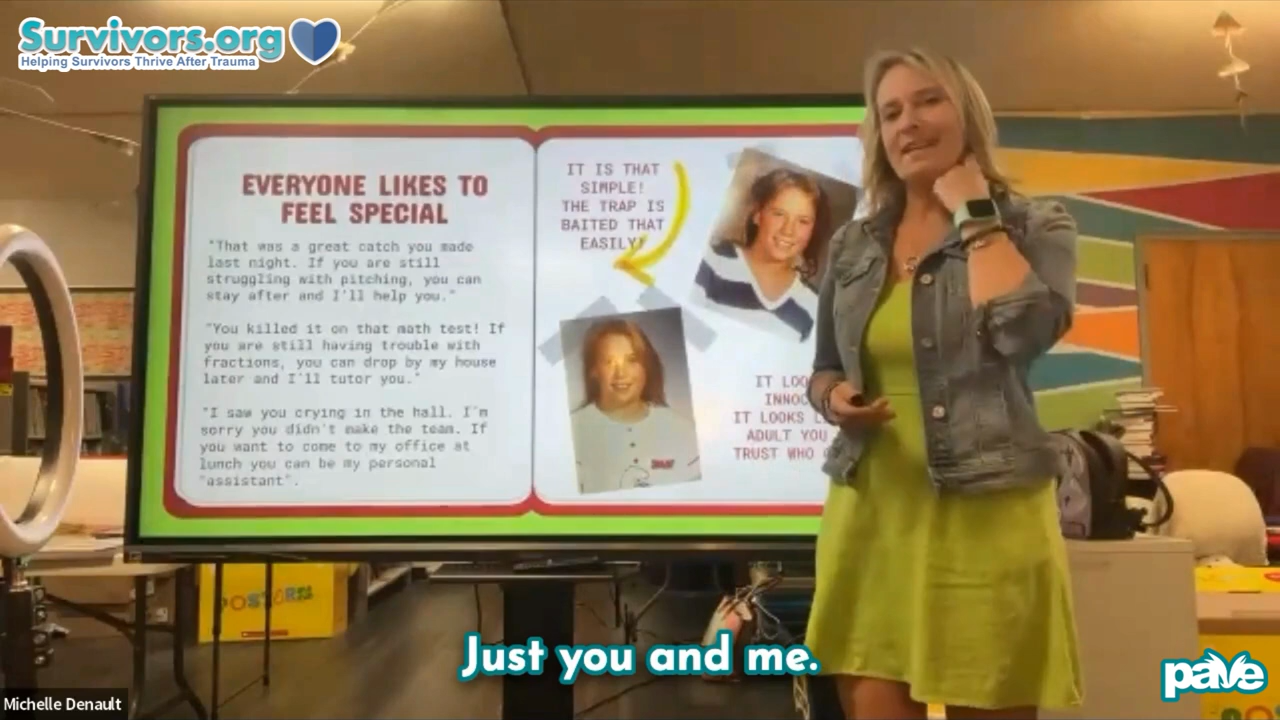 Survivors.org
Helping Survivors Thrive After Trauma
EVERYONE LIKES TO
FEEL SPECIAL
"That was a great catch you made
last night. If you are still
struggling with pitching, you can
stay after and I'll help you."
"You killed it on that math test! If
you are still having trouble with
fractions, you can drop by my house
later and I'll tutor you."
"I saw you crying in the hall. I'm
sorry you didn't make the team. If
you want to come to my office at
lunch you can be my personal
"assistant".
IT IS THAT
SIMPLE!
THE TRAP IS
BAITED THAT
EASILY!
IT
IT LOOKS
ADULT YOU
TRUST WHO
Just you and me.
pave
Michelle Denault